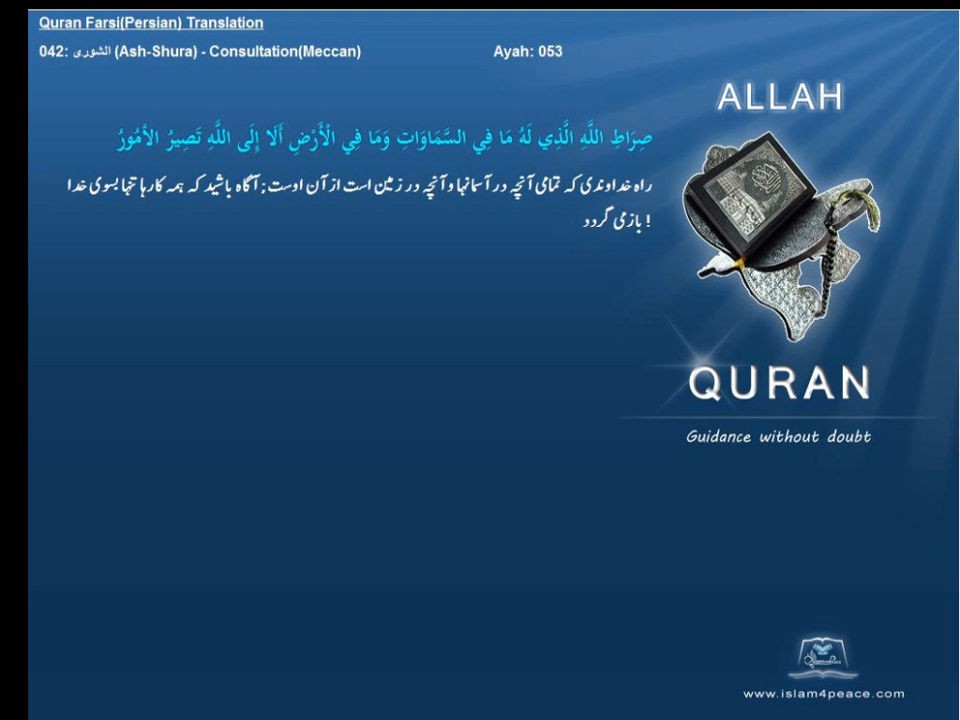 Quran Farsi(Persian) Translation
042: الشورى (Ash-Shura) - Consultation(Meccan) Ayah: 053
ALLAH
صِرَاطِ اللَّهِ الَّذِي لَهُ مَا فِي السَّمَاوَاتِ وَمَا فِي الْأَرْضِ أَلَا إِلَى اللَّهِ تَصِيرُ الأمُورُ
راه خداوندی که تمامی آنچه در آسمانها و آنچه در زمین است از آن اوست; آگاه باشید که همه کارها تنها بسوی خدا
بازمی گردد !
QURAN
Guidance without doubt
www.islam4peace.com